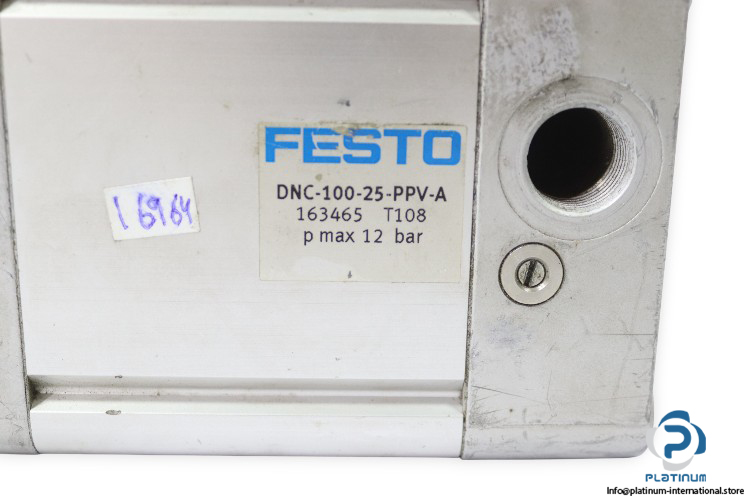 FESTO
DNC-100-25-PPV-A
163465 T108
p max 12 bar
16964
PLATINUM
Info@platinum-international.store